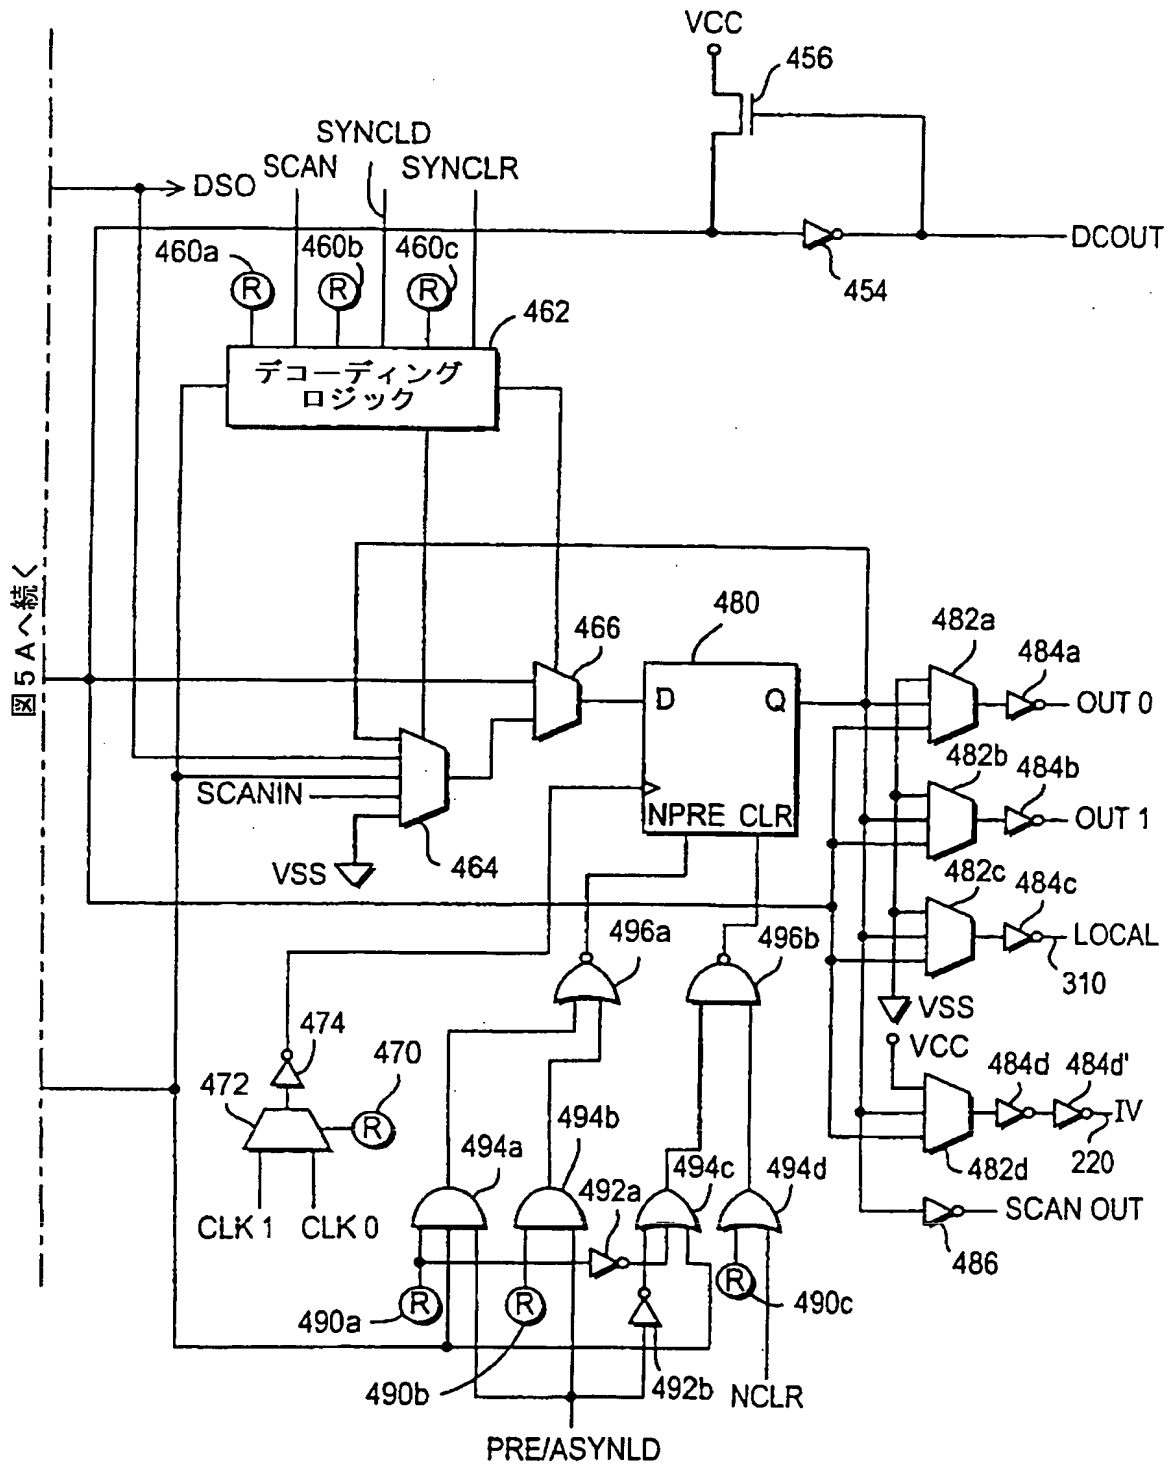 VCC
456
SYNCLD
SCAN
SYNCLR
DSO
460a
460b
460c
R
R
R
DCOUT
454
462
デコーディング
ロジック
図5Aへ続く
480
482a
466
484a
D
Q
OUT 0
482b
484b
SCANIN
NPRE
CLR
OUT 1
VSS
464
482c
484c
496a
496b
LOCAL
310
VSS
474
VCC
470
484d
484d'
472
R
494b
IV
494a
220
494c
494d
482d
492a
CLK 1
CLK 0
SCAN OUT
486
R
R
R
490a
490c
490b
492b
NCLR
PRE/ASYNLD